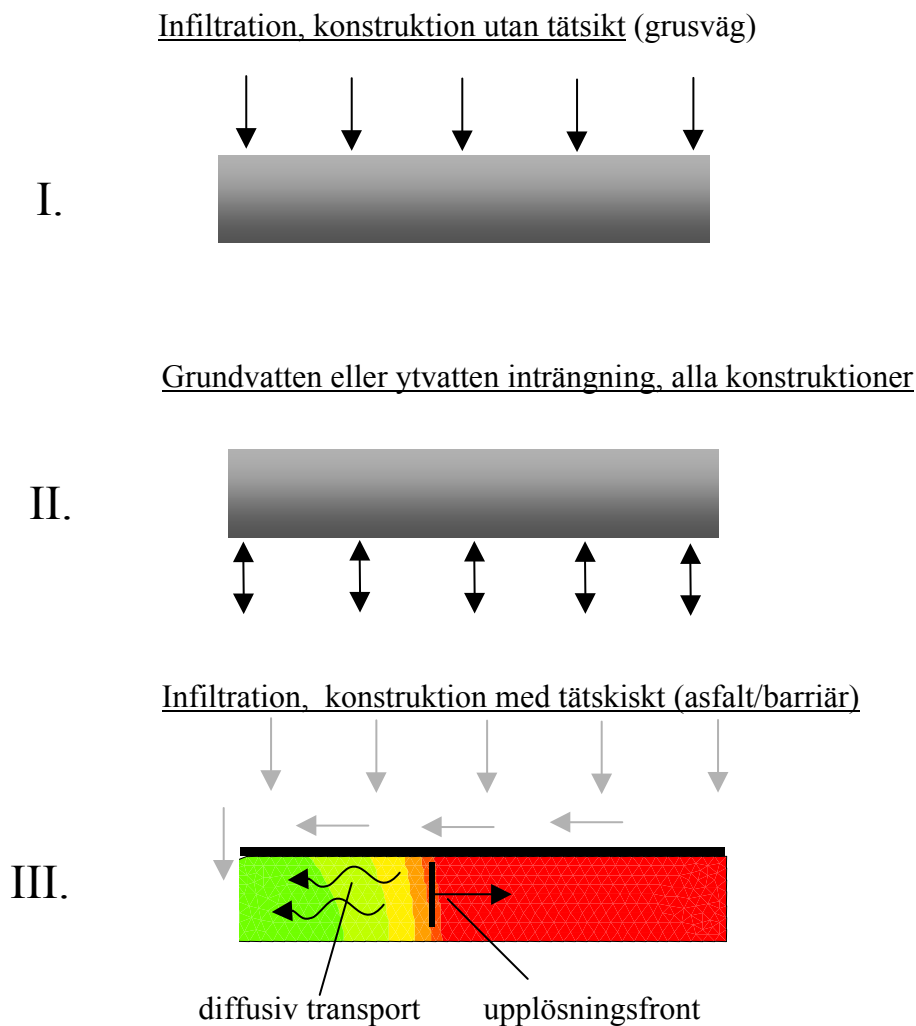 Infiltration, konstruktion utan tätsikt (grusväg)
I.
Grundvatten eller ytvatten inträngning, alla konstruktioner
II.
Infiltration, konstruktion med tätskiskt (asfalt/barriär)
III.
diffusiv transport
upplösningsfront